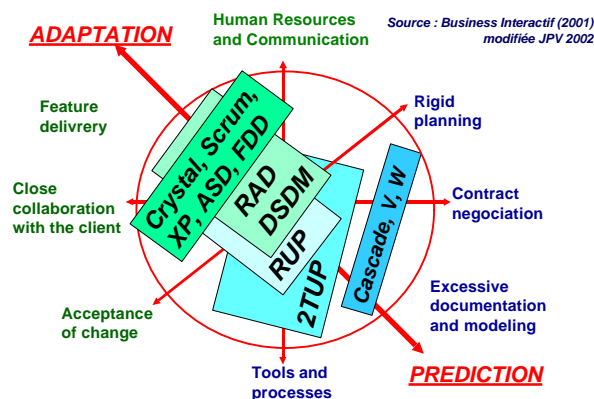 Human Resources
and Communication
Source : Business Interactif (2001)
modifiée JPV 2002
ADAPTATION
Feature
delivrery
Rigid
planning
Crystal, Scrum,
XP, ASD, FDD
RAD
DSDM
RUP
2TUP
Cascade, V, W
Close
collaboration
with the client
Contract
negociation
Acceptance
of change
Excessive
documentation
and modeling
Tools and
processes
PREDICTION